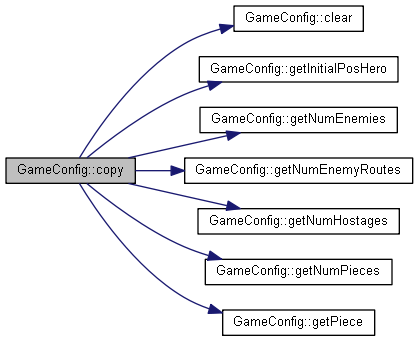 GameConfig::clear
GameConfig::getInitialPosHero
GameConfig::getNumEnemies
GameConfig::copy
GameConfig::getNumEnemyRoutes
GameConfig::getNumHostages
GameConfig::getNumPieces
GameConfig::getPiece